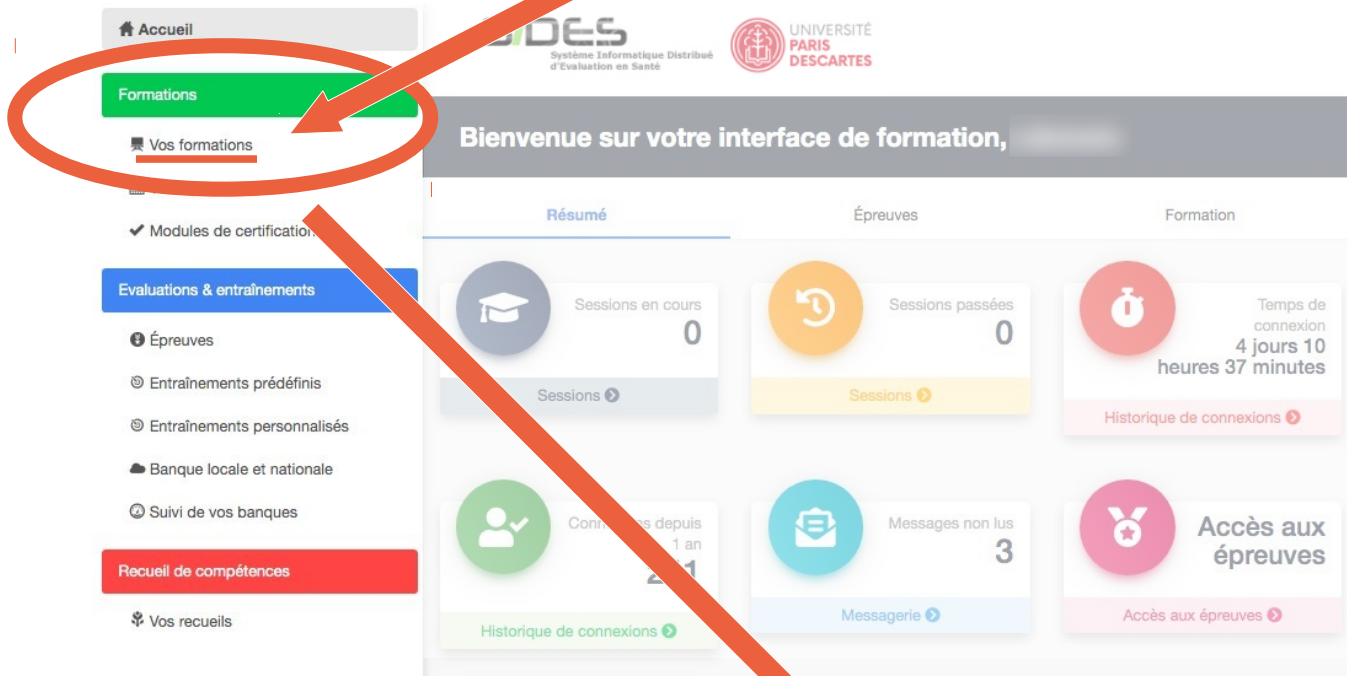 Accueil
SIDES
Système Informatique Distribué
d'Evaluation en Santé
UNIVERSITÉ
PARIS
DESCARTES
Formations
Vos formations
Modules de certification
Evaluations & entraînements
Épreuves
Entraînements prédéfinis
Entraînements personnalisés
Banque locale et nationale
Suivi de vos banques
Recueil de compétences
Vos recueils
Bienvenue sur votre interface de formation,
Résumé
Épreuves
Formation
Sessions en cours
0
Sessions
Sessions passées
0
Sessions
Temps de
connexion
4 jours 10
heures 37 minutes
Historique de connexions
depuis
1 an
Historique de connexions
Messages non lus
3
Messagerie
Accès aux
épreuves
Accès aux épreuves